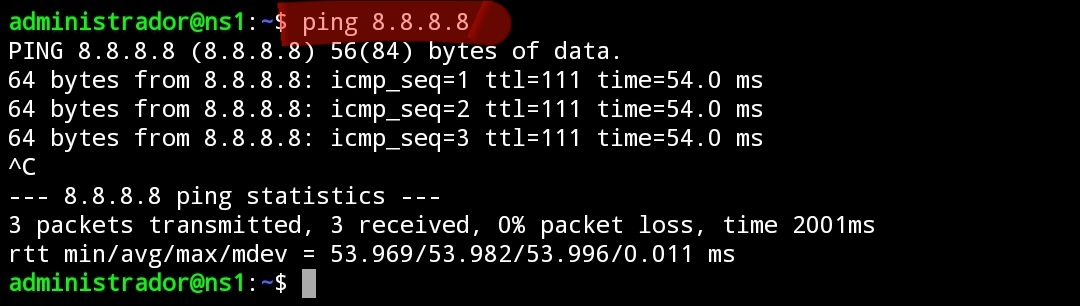 administrador@ns1:~$ ping 8.8.8.8
PING 8.8.8.8 (8.8.8.8) 56(84) bytes of data.
64 bytes from 8.8.8.8: icmp_seq=1 ttl=111 time=54.0 ms
64 bytes from 8.8.8.8: icmp_seq=2 ttl=111 time=54.0 ms
64 bytes from 8.8.8.8: icmp_seq=3 ttl=111 time=54.0 ms
^C
--- 8.8.8.8 ping statistics ---
3 packets transmitted, 3 received, 0% packet loss, time 2001ms
rtt min/avg/max/mdev = 53.969/53.982/53.996/0.011 ms
administrador@ns1:~$